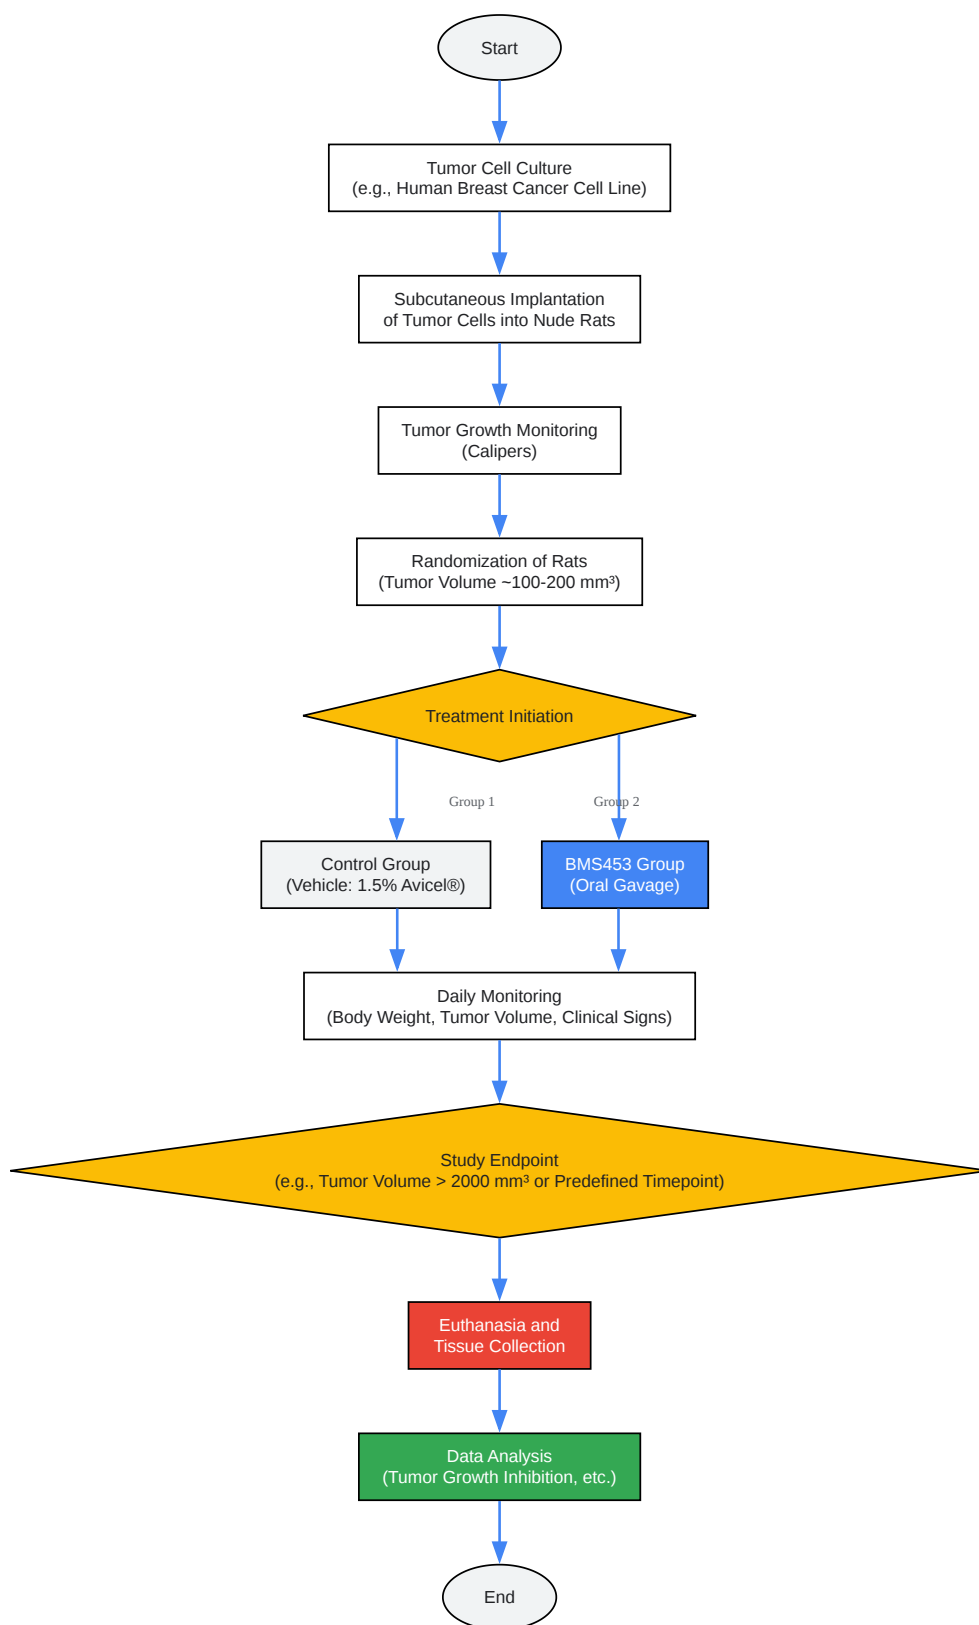 Start
Tumor Cell Culture
(e.g., Human Breast Cancer Cell Line)
Subcutaneous Implantation
of Tumor Cells into Nude Rats
Tumor Growth Monitoring
(Calipers)
Randomization of Rats
(Tumor Volume ~100-200 mm³)
Treatment Initiation
Group 1
Group 2
Control Group
(Vehicle: 1.5% Avicel®)
BMS453 Group
(Oral Gavage)
Daily Monitoring
(Body Weight, Tumor Volume, Clinical Signs)
Study Endpoint
(e.g., Tumor Volume > 2000 mm³ or Predefined Timepoint)
Euthanasia and
Tissue Collection
Data Analysis
(Tumor Growth Inhibition, etc.)
End